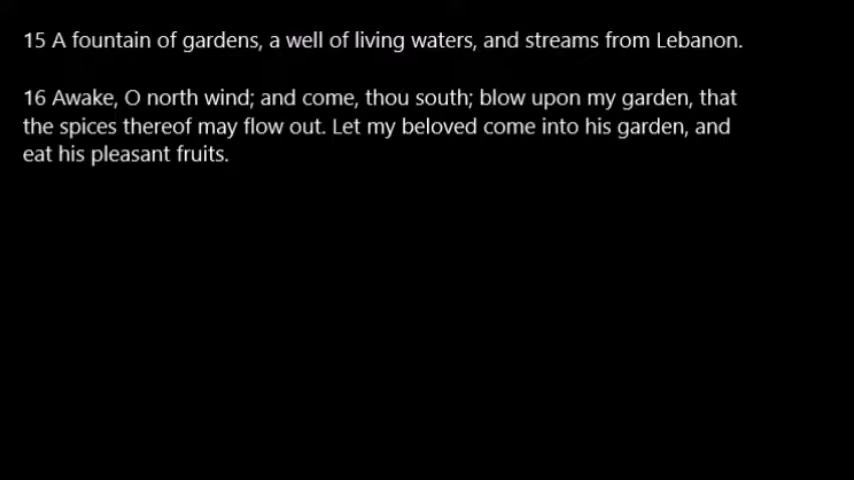 15 A fountain of gardens, a well of living waters, and streams from Lebanon.
16 Awake, O north wind; and come, thou south; blow upon my garden, that
the spices thereof may flow out. Let my beloved come into his garden, and
eat his pleasant fruits.